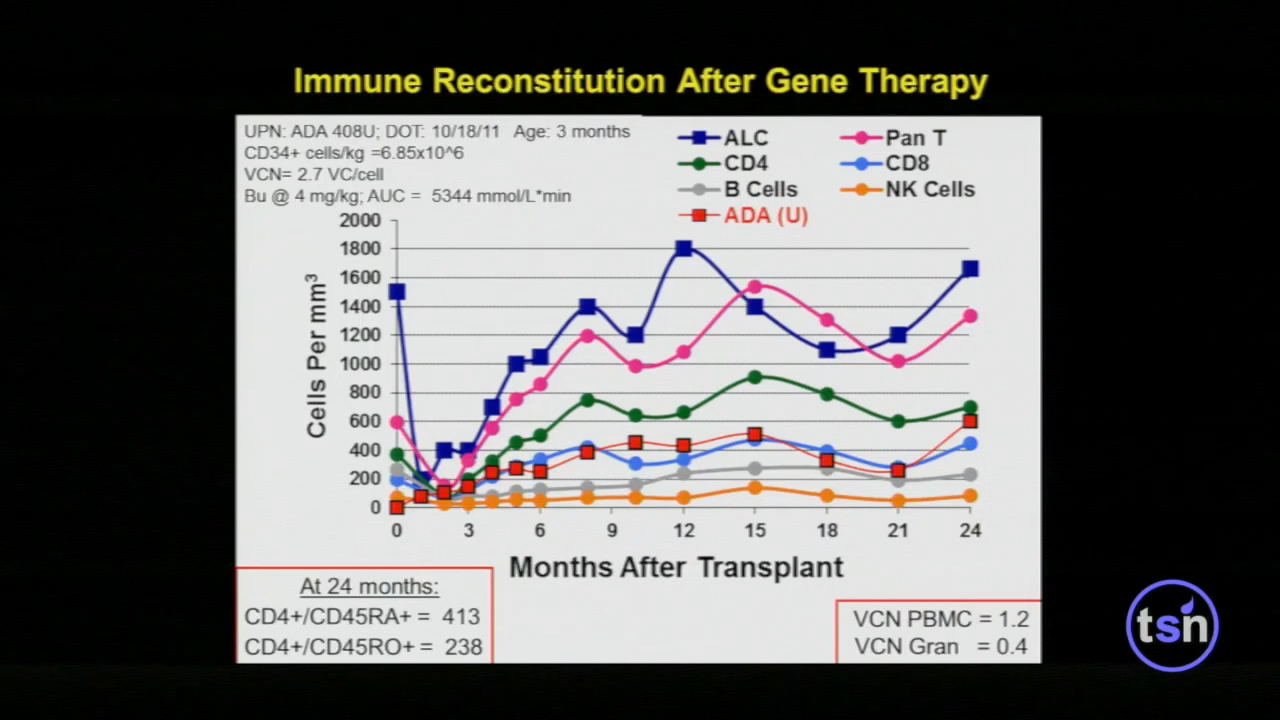 Immune Reconstitution After Gene Therapy
UPN: ADA 408U; DOT: 10/18/11 Age: 3 months
CD34+ cells/kg =6.85x10^6
VCN= 2.7 VC/cell
Bu @ 4 mg/kg; AUC = 5344 mmol/L*min
ALC
Pan T
CD4
CD8
B Cells
NK Cells
ADA (U)
Cells Per mm³
2000
1800
1600
1400
1200
1000
800
600
400
200
0
0 3 6 9 12 15 18 21 24
Months After Transplant
At 24 months:
CD4+/CD45RA+ = 413
CD4+/CD45RO+ = 238
VCN PBMC = 1.2
VCN Gran = 0.4
tsn